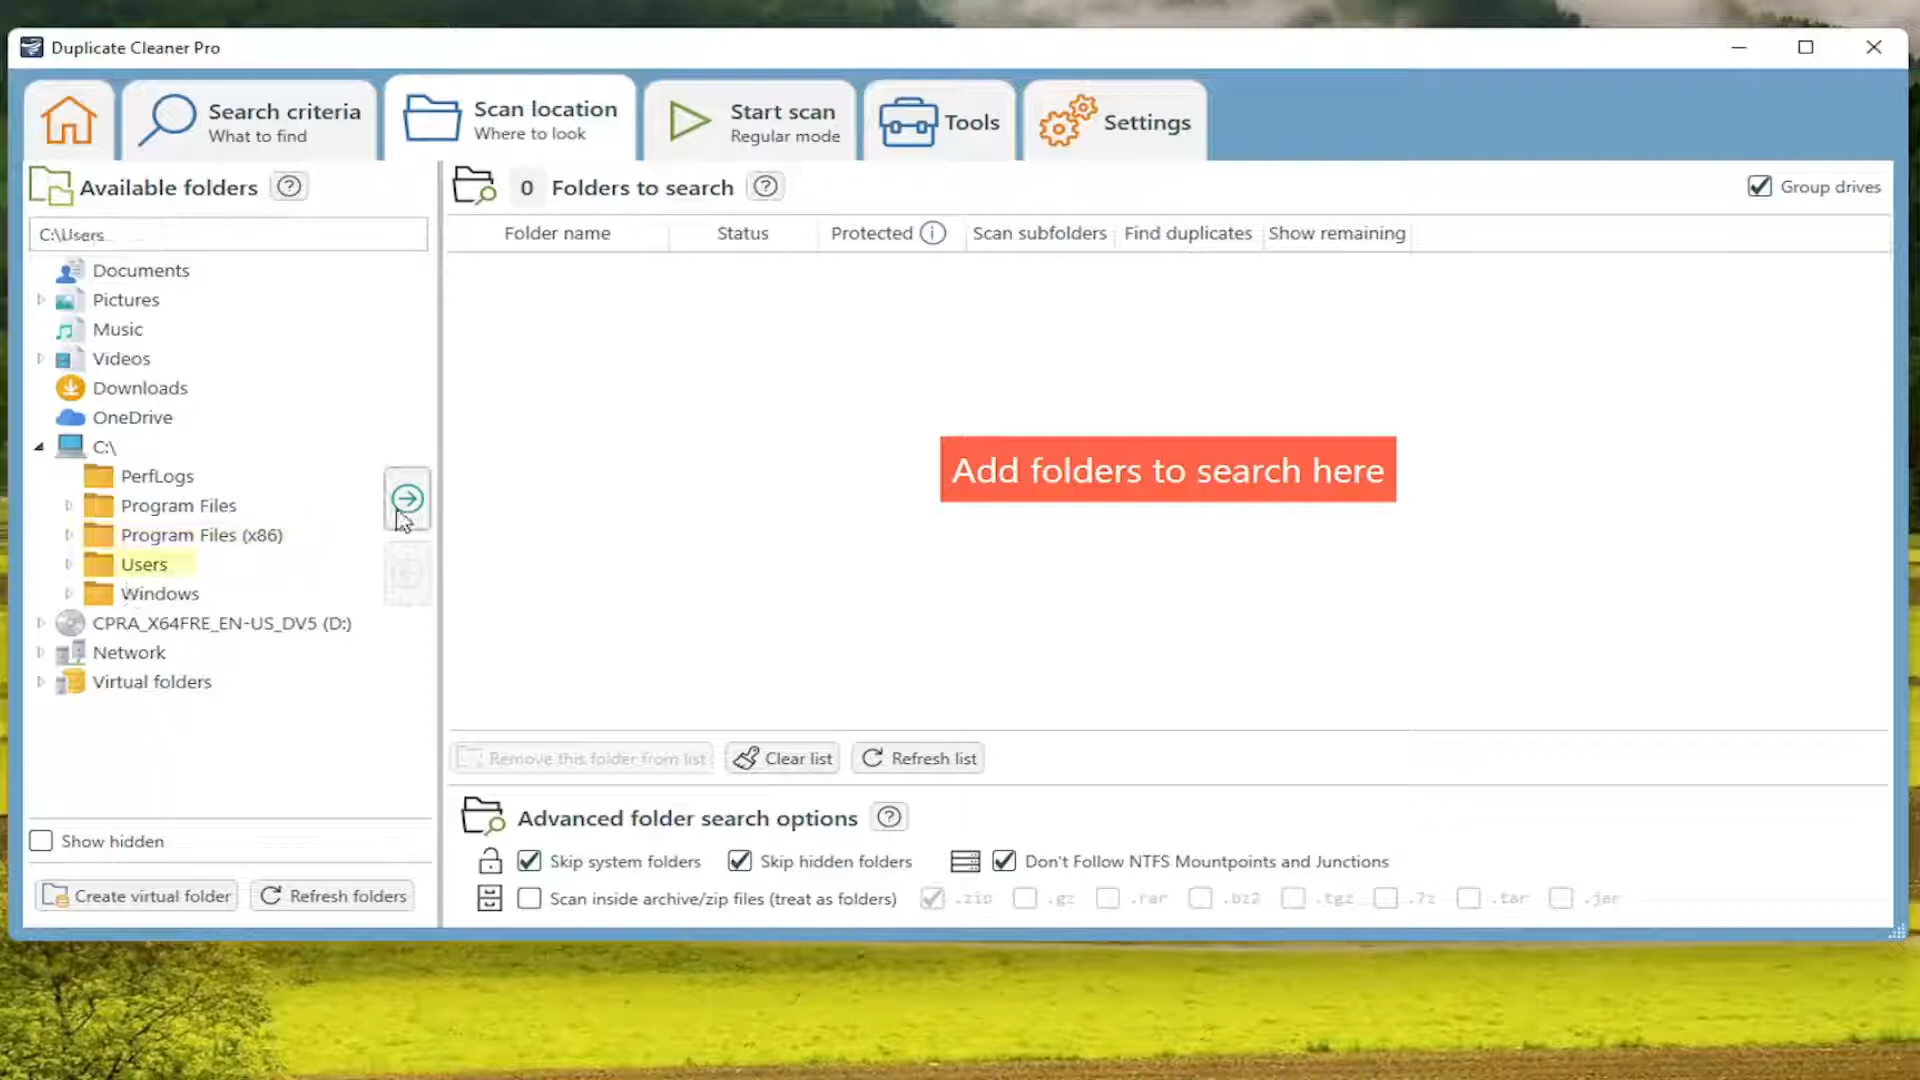 Duplicate Cleaner Pro
Search criteria
What to find
Scan location
Where to look
Start scan
Regular mode
Tools
Settings
Available folders
C:\Users
Documents
Pictures
Music
Videos
Downloads
OneDrive
C:\
PerfLogs
Program Files
Program Files (x86)
Users
Windows
CPRA_X64FRE_EN-US_DV5 (D:)
Network
Virtual folders
Show hidden
Create virtual folder
Refresh folders
0 Folders to search
Group drives
Folder name Status Protected Scan subfolders Find duplicates Show remaining
Add folders to search here
Remove this folder from list Clear list Refresh list
Advanced folder search options
Skip system folders Skip hidden folders Don't Follow NTFS Mountpoints and Junctions
Scan inside archive/zip files (treat as folders) .zip .gz .rar .bz2 .tgz .7z .tar .jar